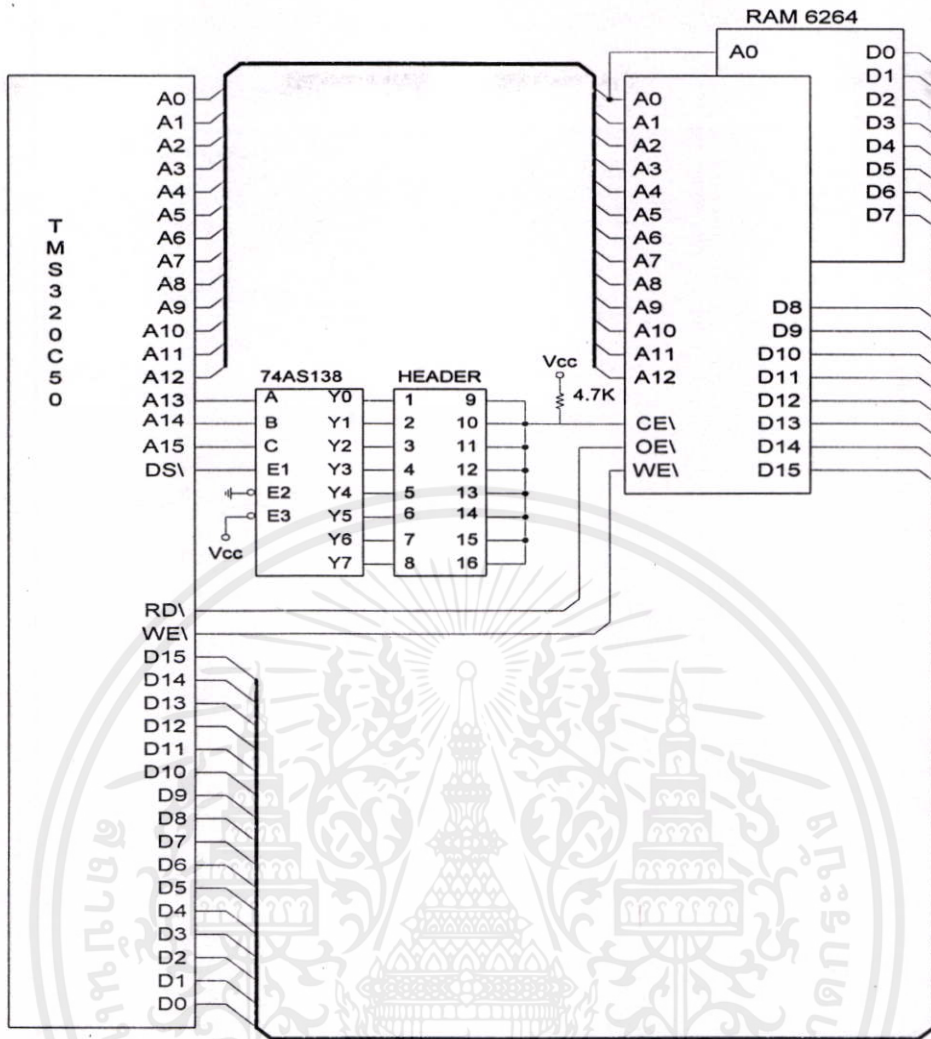 RAM 6264
A0 D0
D1
D2
D3
D4
D5
D6
D7
TMS320C50
A0
A1
A2
A3
A4
A5
A6
A7
A8
A9
A10
A11
A12
A13
A14
A15
DS\
RD\
WE\
D15
D14
D13
D12
D11
D10
D9
D8
D7
D6
D5
D4
D3
D2
D1
D0
74AS138
A Y0
B Y1
C Y2
E1 Y3
E2 Y4
E3 Y5
Y6
Y7
Vcc
HEADER
1 9
2 10
3 11
4 12
5 13
6 14
7 15
8 16
Vcc
4.7K
A0
A1
A2
A3
A4
A5
A6
A7
A8
A9
A10
A11
A12
CE\
OE\
WE\
D8
D9
D10
D11
D12
D13
D14
D15